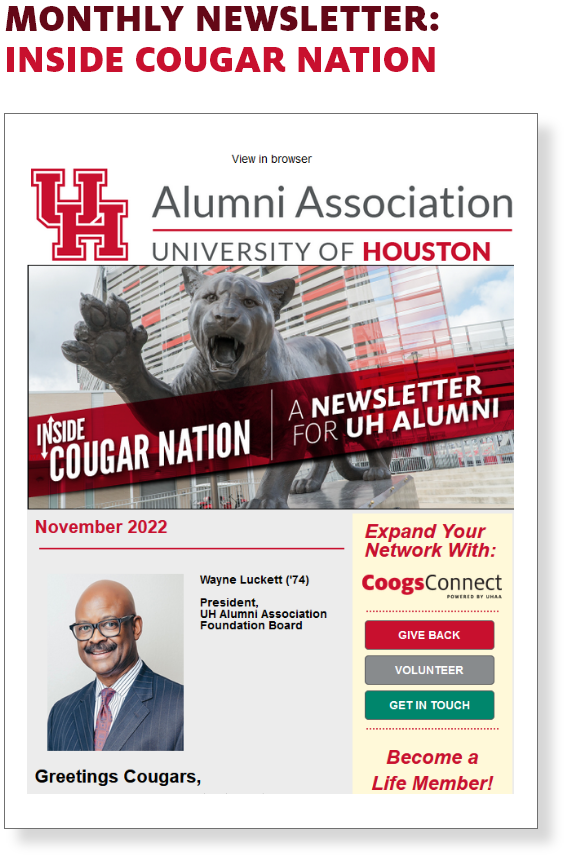 MONTHLY NEWSLETTER:
INSIDE COUGAR NATION
View in browser
UH
Alumni Association
UNIVERSITY OF HOUSTON
INSIDE
COUGAR NATION
A NEWSLETTER
FOR UH ALUMNI
November 2022
Wayne Luckett ('74)
President,
UH Alumni Association
Foundation Board
Greetings Cougars,
Expand Your
Network With:
CoogsConnect
POWERED BY UHAA
GIVE BACK
VOLUNTEER
GET IN TOUCH
Become a
Life Member!